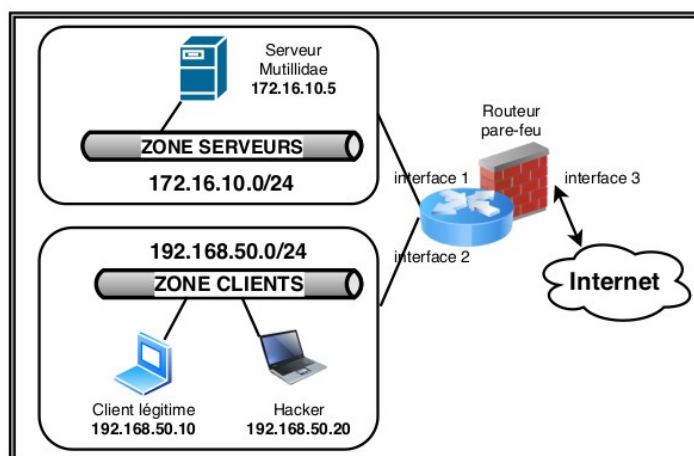 Serveur
Mutillidae
172.16.10.5
ZONE SERVEURS
172.16.10.0/24
Routeur
pare-feu
interface 1
interface 3
interface 2
Internet
192.168.50.0/24
ZONE CLIENTS
Client légitime
192.168.50.10
Hacker
192.168.50.20